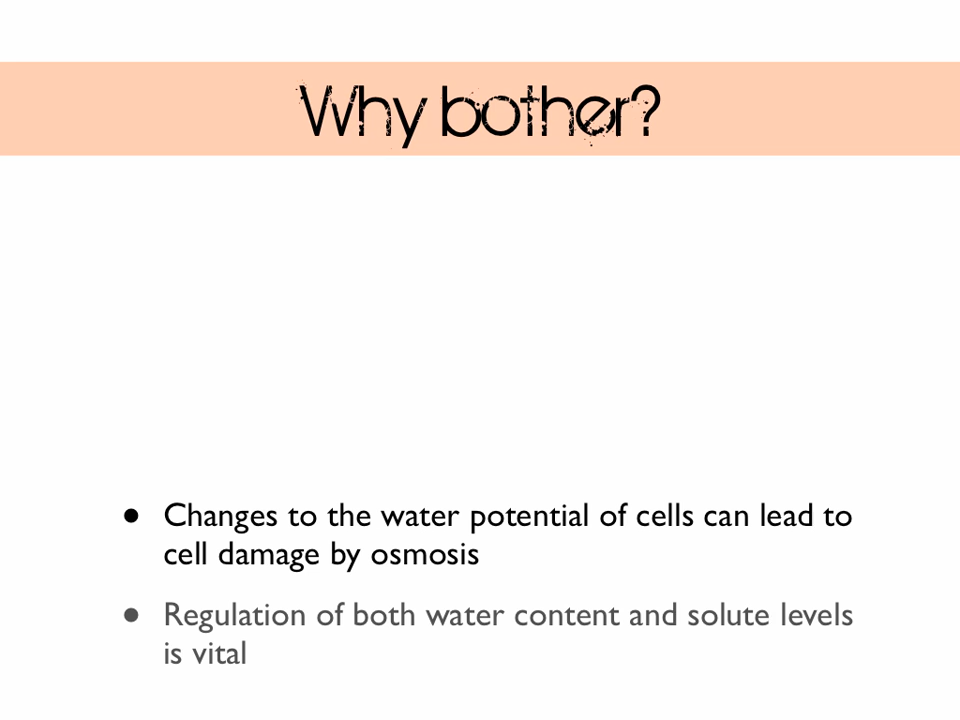 Why bother?
• Changes to the water potential of cells can lead to
cell damage by osmosis
• Regulation of both water content and solute levels
is vital